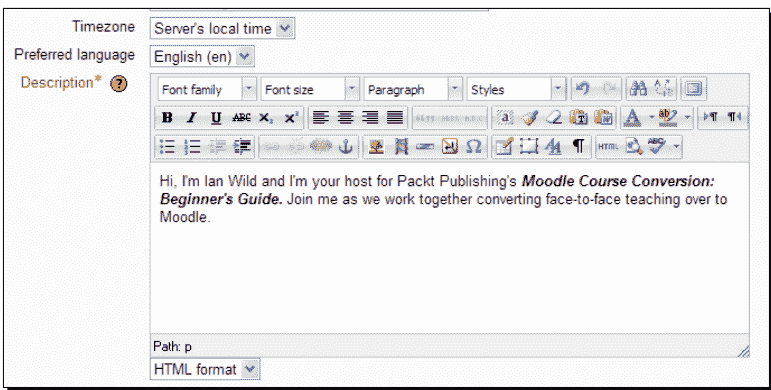 Timezone Server's local time
Preferred language English (en)
Description* ?
Font family Font size Paragraph Styles
B I U ABC X₂ X²
HTML ABC
Hi, I'm Ian Wild and I'm your host for Packt Publishing's Moodle Course Conversion:
Beginner's Guide. Join me as we work together converting face-to-face teaching over to
Moodle.
Path: p
HTML format